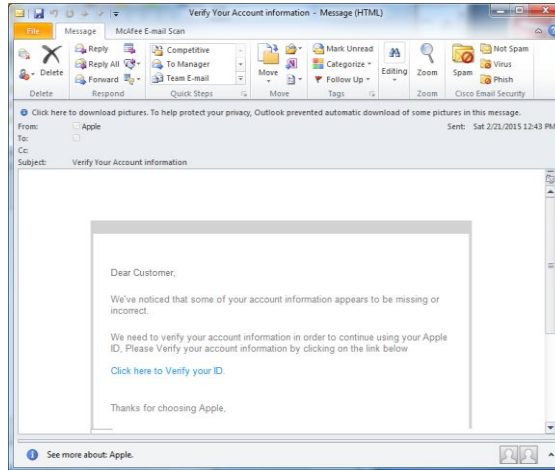 Verify Your Account information - Message (HTML)
File Message McAfee E-mail Scan
Reply
Reply All
Forward
Delete
Competitive
To Manager
Team E-mail
Move
Mark Unread
Categorize
Follow Up
Editing
Zoom
Spam
Not Spam
Virus
Phish
Delete Respond Quick Steps Move Tags Zoom Cisco Email Security
Click here to download pictures. To help protect your privacy, Outlook prevented automatic download of some pictures in this message.
From: Apple Sent: Sat 2/21/2015 12:43 PM
To:
Cc:
Subject: Verify Your Account information
Dear Customer,
We've noticed that some of your account information appears to be missing or
incorrect.
We need to verify your account information in order to continue using your Apple
ID, Please Verify your account information by clicking on the link below
Click here to Verify your ID.
Thanks for choosing Apple,
See more about: Apple.